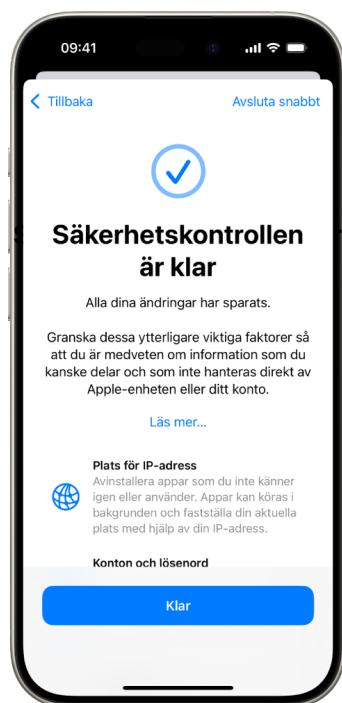 09:41
Tillbaka
Avsluta snabbt
Säkerhetskontrollen
är klar
Alla dina ändringar har sparats.
Granska dessa ytterligare viktiga faktorer så
att du är medveten om information som du
kanske delar och som inte hanteras direkt av
Apple-enheten eller ditt konto.
Läs mer...
Plats för IP-adress
Avinstallera appar som du inte känner
igen eller använder. Appar kan köras i
bakgrunden och fastställa din aktuella
plats med hjälp av din IP-adress.
Konton och lösenord
Klar